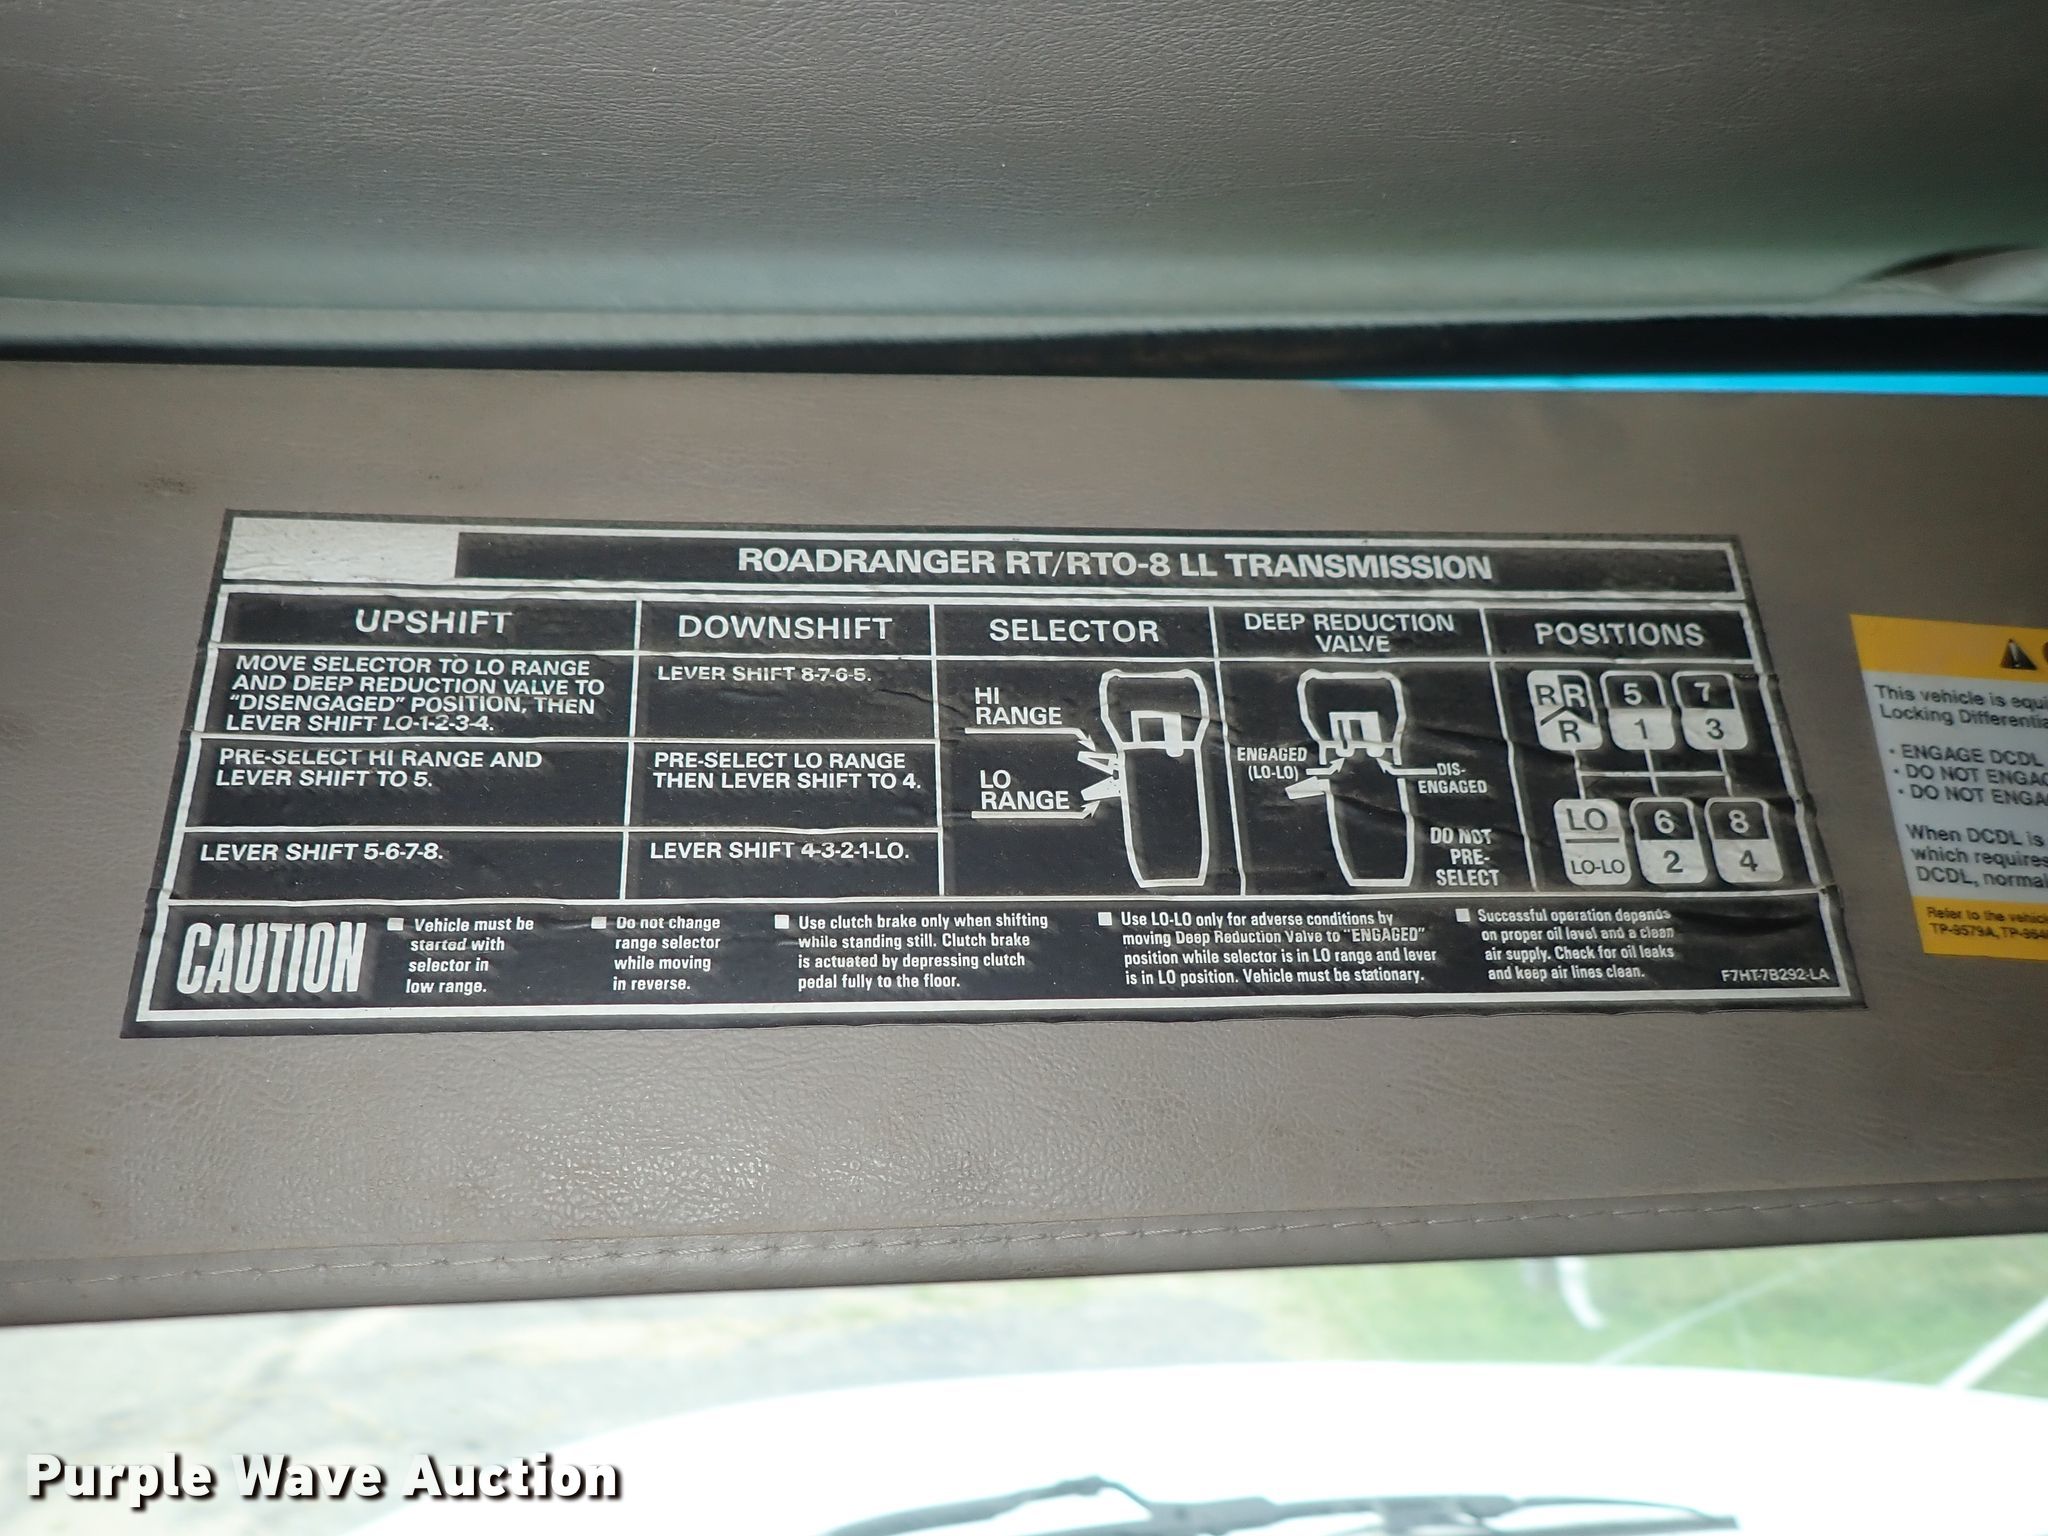 ROADRANGER RT/RTO-8 LL TRANSMISSION
UPSHIFT
MOVE SELECTOR TO LO RANGE
AND DEEP REDUCTION VALVE TO
"DISENGAGED" POSITION, THEN
LEVER SHIFT LO-1-2-3-4.
PRE-SELECT HI RANGE AND
LEVER SHIFT TO 5.
LEVER SHIFT 5-6-7-8.
DOWNSHIFT
LEVER SHIFT 8-7-6-5.
PRE-SELECT LO RANGE
THEN LEVER SHIFT TO 4.
LEVER SHIFT 4-3-2-1-LO.
SELECTOR
HI
RANGE
LO
RANGE
DEEP REDUCTION
VALVE
ENGAGED
(LO-LO)
DIS-
ENGAGED
DO NOT
PRE-
SELECT
POSITIONS
R R 5 7
R 1 3
LO 6 8
LO-LO 2 4
CAUTION
Vehicle must be
started with
selector in
low range.
Do not change
range selector
while moving
in reverse.
Use clutch brake only when shifting
while standing still. Clutch brake
is actuated by depressing clutch
pedal fully to the floor.
Use LO-LO only for adverse conditions by
moving Deep Reduction Valve to "ENGAGED"
position while selector is in LO range and lever
is in LO position. Vehicle must be stationary.
Successful operation depends
on proper oil level and a clean
air supply. Check for oil leaks
and keep air lines clean.
F7HT-7B292-LA
This vehicle is
Locking
• ENGAGE DCDL
• DO NOT
• DO NOT
When DCDL is
which
DCDL,
Refer to the
TP-9579A,
Purple Wave Auction